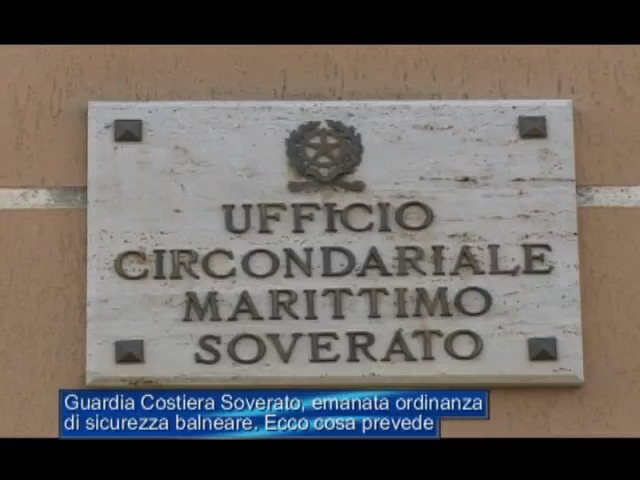 UFFICIO
CIRCONDARIALE
MARITTIMO
SOVERATO
Guardia Costiera Soverato, emanata ordinanza
di sicurezza balneare. Ecco cosa prevede